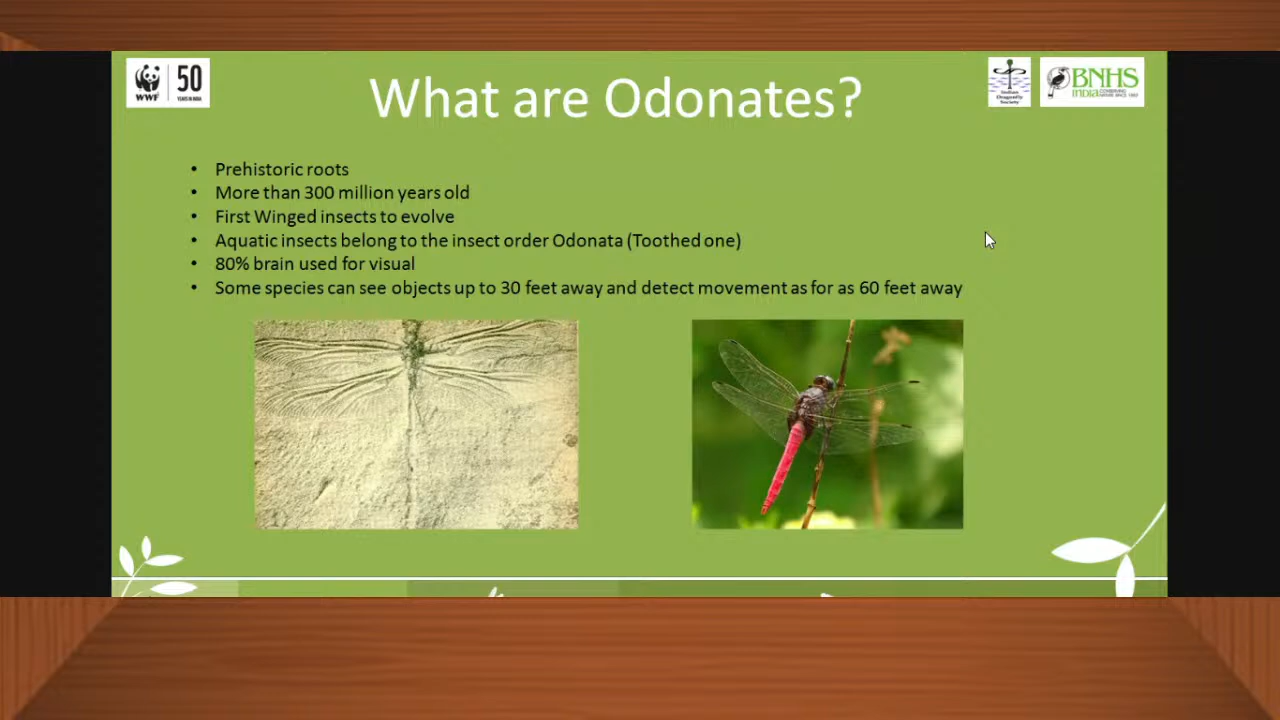 WWF
50
YEARS IN INDIA
What are Odonates?
Indian
Dragonfly
Society
BNHS
INDIA
• Prehistoric roots
• More than 300 million years old
• First Winged insects to evolve
• Aquatic insects belong to the insect order Odonata (Toothed one)
• 80% brain used for visual
• Some species can see objects up to 30 feet away and detect movement as for as 60 feet away